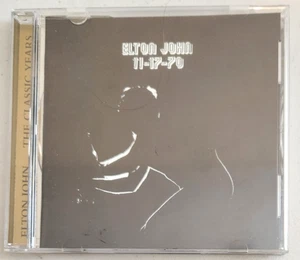 ELTON JOHN
11-17-70
ELTON JOHN THE CLASSIC YEARS